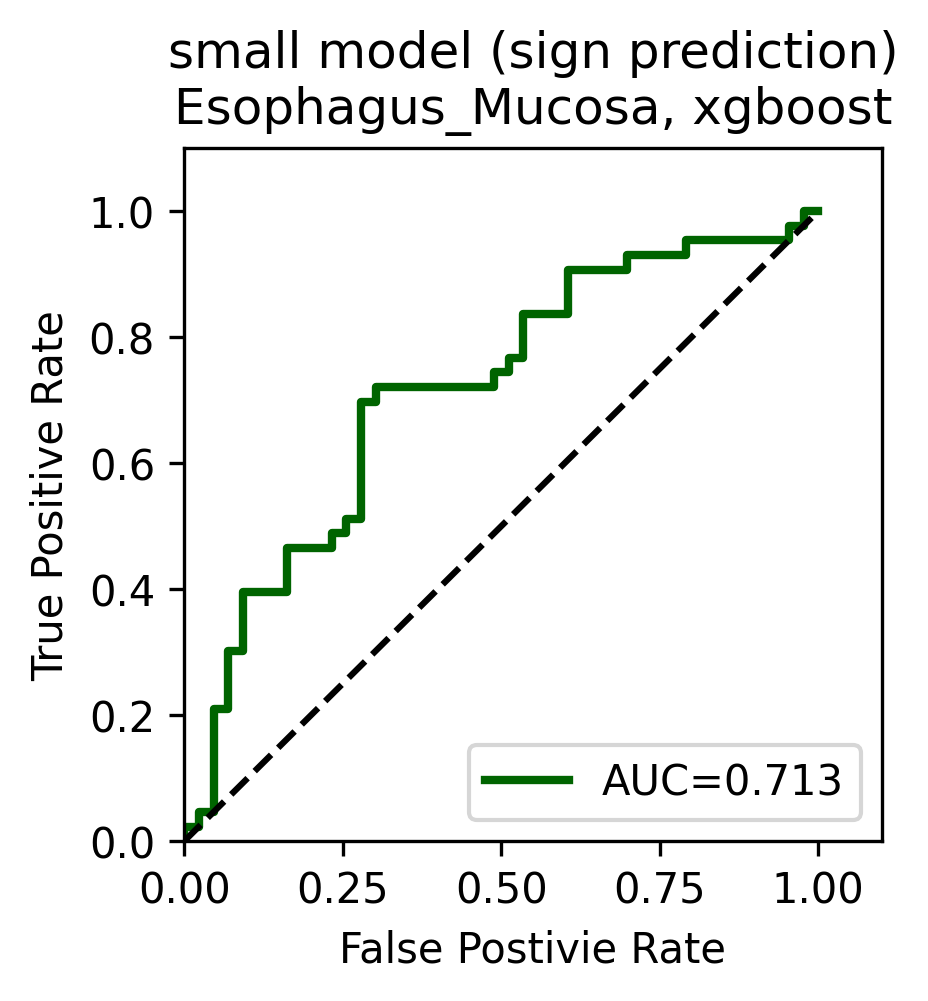 small model (sign prediction)
Esophagus_Mucosa, xgboost
1.0
0.8
0.6
0.4
0.2
0.0
True Positive Rate
AUC=0.713
0.00 0.25 0.50 0.75 1.00
False Postivie Rate